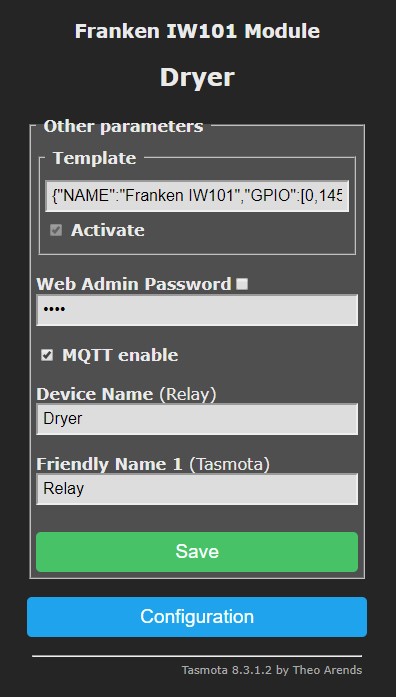 Franken IW101 Module
Dryer
Other parameters
Template
{"NAME":"Franken IW101","GPIO":[0,145
Activate
Web Admin Password
••••
MQTT enable
Device Name (Relay)
Dryer
Friendly Name 1 (Tasmota)
Relay
Save
Configuration
Tasmota 8.3.1.2 by Theo Arends